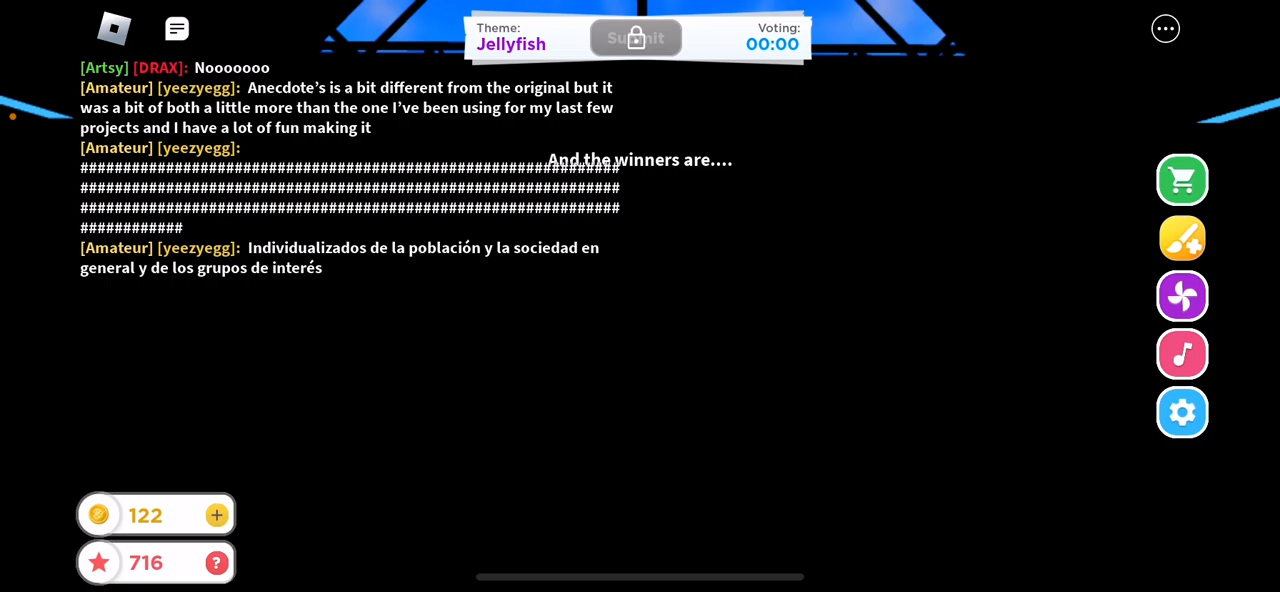 Theme:
Jellyfish
Submit
Voting:
00:00
[Artsy] [DRAX]: Nooooooo
[Amateur] [yeezyegg]: Anecdote’s is a bit different from the original but it
was a bit of both a little more than the one I’ve been using for my last few
projects and I have a lot of fun making it
[Amateur] [yeezyegg]:
And the winners are....
##############################################################
##############################################################
##############################################################
############
[Amateur] [yeezyegg]: Individualizados de la población y la sociedad en
general y de los grupos de interés
122
+
716
?